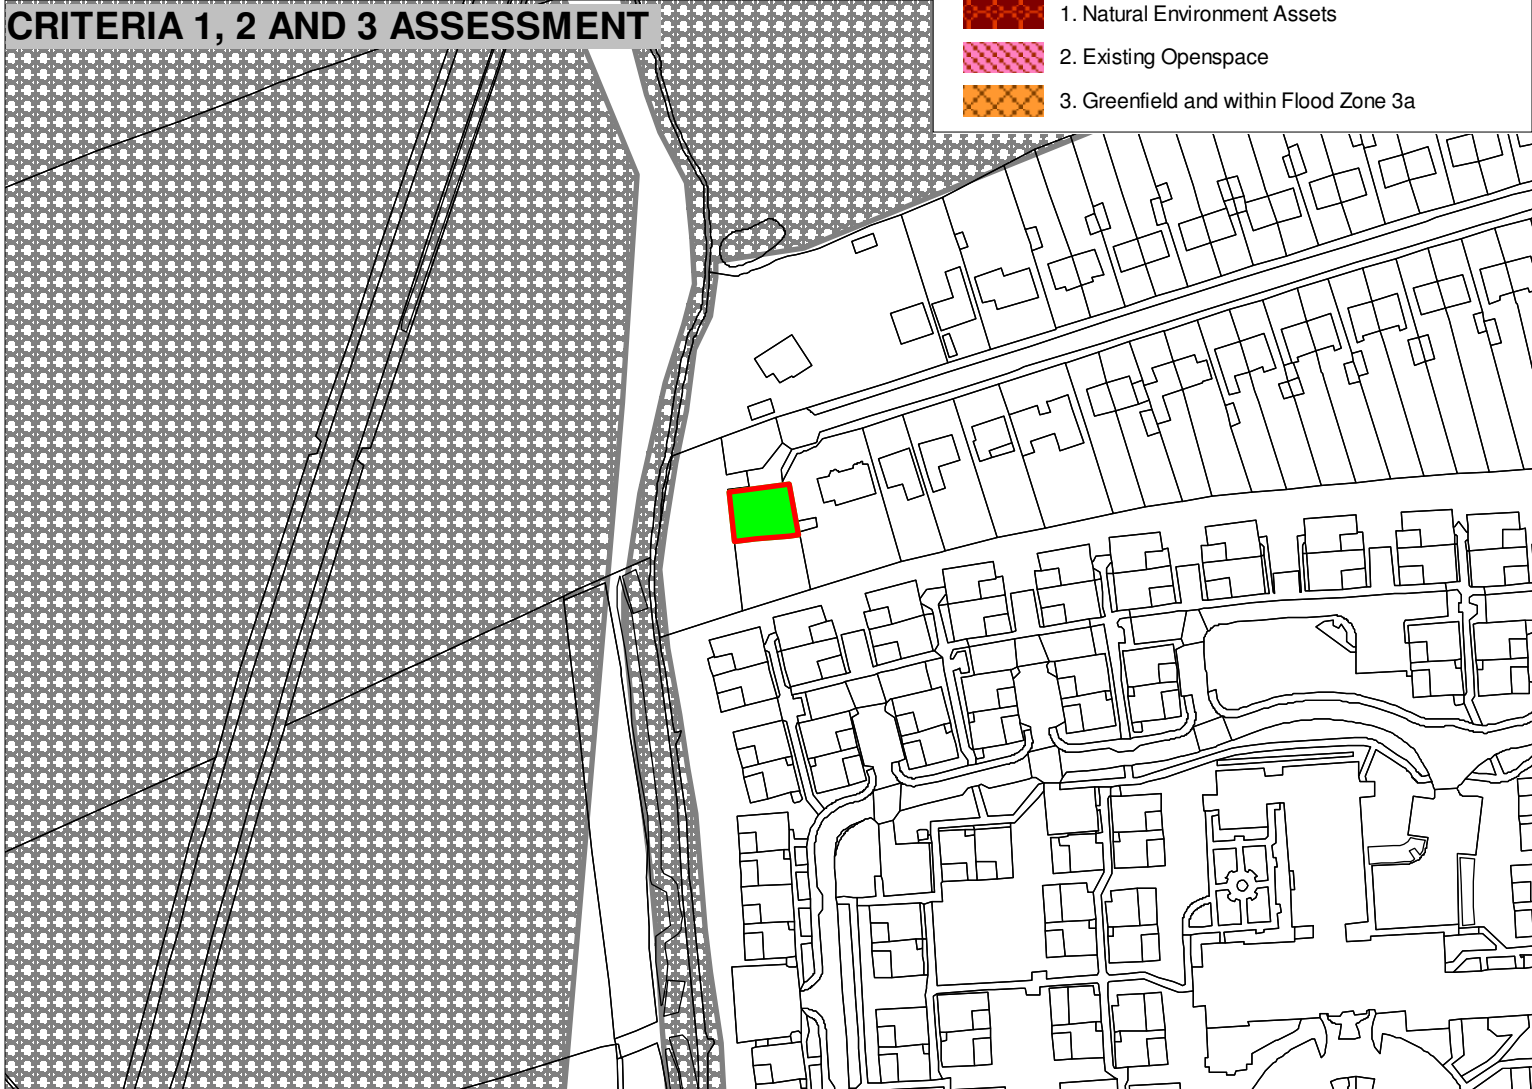 CRITERIA 1, 2 AND 3 ASSESSMENT
1. Natural Environment Assets
2. Existing Openspace
3. Greenfield and within Flood Zone 3a